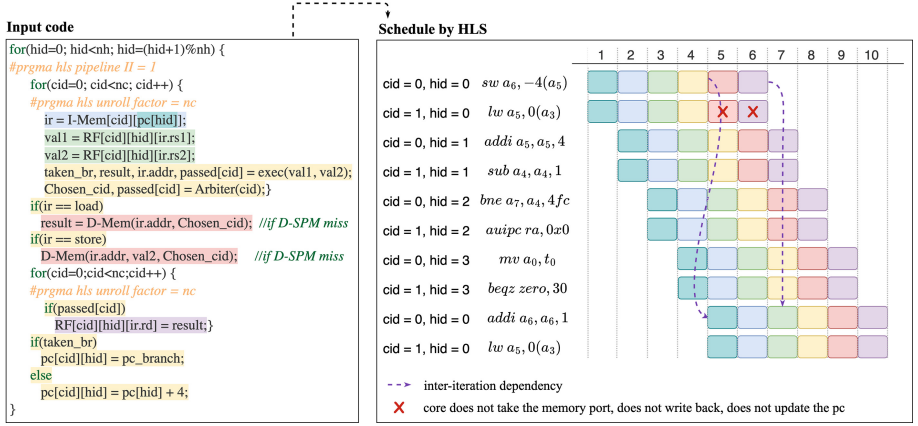 Input code
for(hid=0; hid<nh; hid=(hid+1)%nh) {
#prgma hls pipeline II = 1
for(cid=0; cid<nc; cid++) {
#prgma hls unroll factor = nc
ir = I-Mem[cid][pc[hid]];
val1 = RF[cid][hid][ir.rs1];
val2 = RF[cid][hid][ir.rs2];
taken_br, result, ir.addr, passed[cid] = exec(val1, val2);
Chosen_cid, passed[cid] = Arbiter(cid);}
if(ir == load)
result = D-Mem(ir.addr, Chosen_cid); //if D-SPM miss
if(ir == store)
D-Mem(ir.addr, val2, Chosen_cid); //if D-SPM miss
for(cid=0;cid<nc;cid++) {
#prgma hls unroll factor = nc
if(passed[cid])
RF[cid][hid][ir.rd] = result;}
if(taken_br)
pc[cid][hid] = pc_branch;
else
pc[cid][hid] = pc[hid] + 4;
}
Schedule by HLS
1 2 3 4 5 6 7 8 9 10
cid = 0, hid = 0 sw a6, −4(a5)
cid = 1, hid = 0 lw a5, 0(a3)
cid = 0, hid = 1 addi a5, a5, 4
cid = 1, hid = 1 sub a4, a4, 1
cid = 0, hid = 2 bne a7, a4, 4fc
cid = 1, hid = 2 auipc ra, 0x0
cid = 0, hid = 3 mv a0, t0
cid = 1, hid = 3 beqz zero, 30
cid = 0, hid = 0 addi a6, a6, 1
cid = 1, hid = 0 lw a5, 0(a3)
inter-iteration dependency
core does not take the memory port, does not write back, does not update the pc